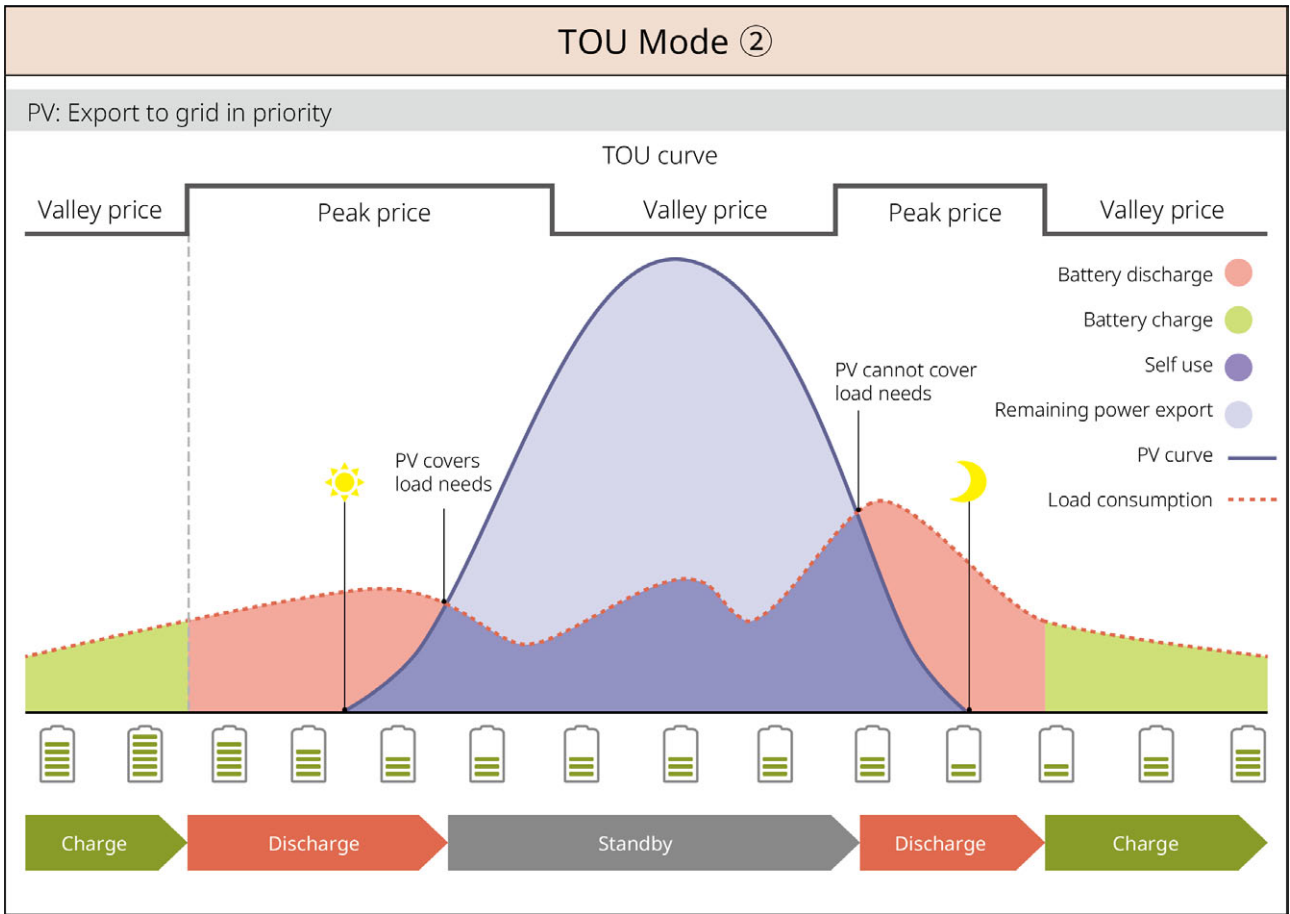 TOU Mode ②
PV: Export to grid in priority
TOU curve
Valley price
Peak price
Valley price
Peak price
Valley price
Battery discharge
Battery charge
Self use
Remaining power export
PV curve
Load consumption
PV cannot cover
load needs
PV covers
load needs
Charge
Discharge
Standby
Discharge
Charge